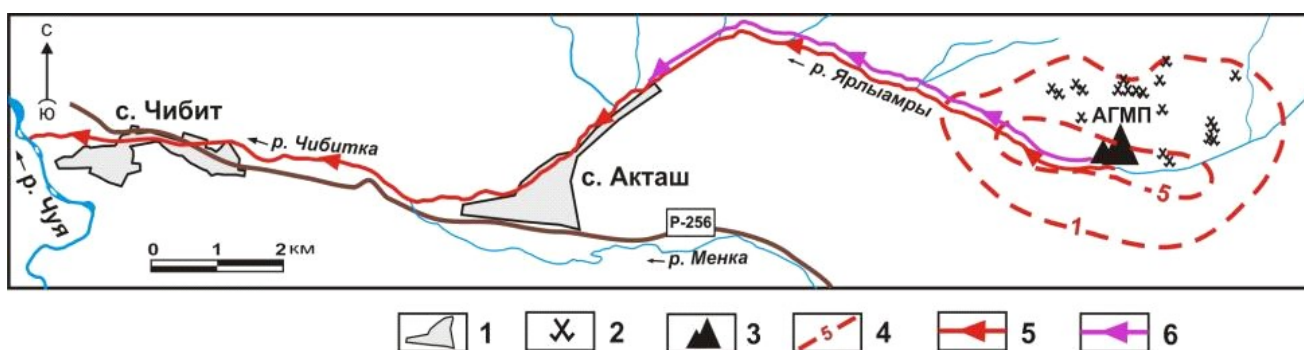 С
Ю
с. Чибит
р. Чибитка
р. Чуя
0 1 2 км
с. Акташ
Р-256
р. Менка
р. Ярлыамры
АГМП
5
1
1
2
3
5 4
5
6